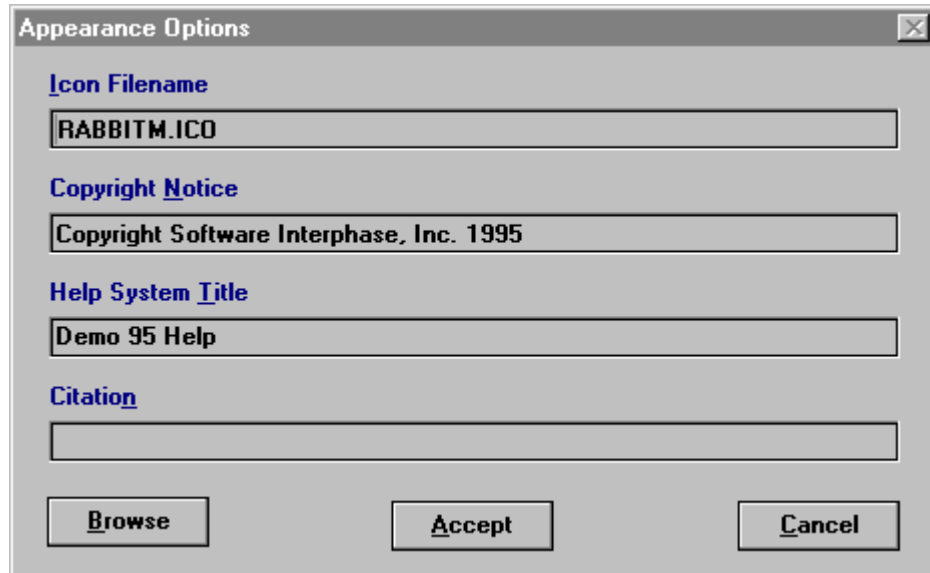 Appearance Options
Icon Filename
RABBITM.ICO
Copyright Notice
Copyright Software Interphase, Inc. 1995
Help System Title
Demo 95 Help
Citation
Browse
Accept
Cancel